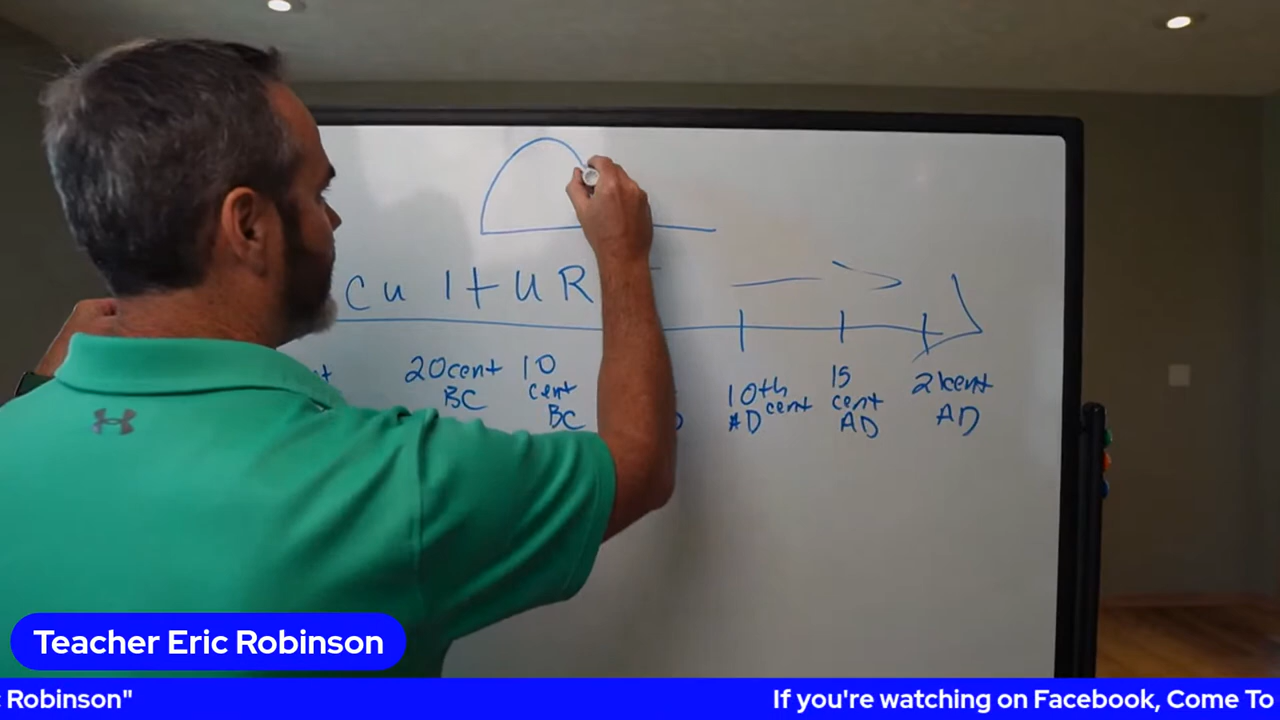 cultUR
20cent
BC
10
cent
BC
10th
cent
AD
15
cent
AD
21cent
AD
Teacher Eric Robinson
Robinson"
If you're watching on Facebook, Come To